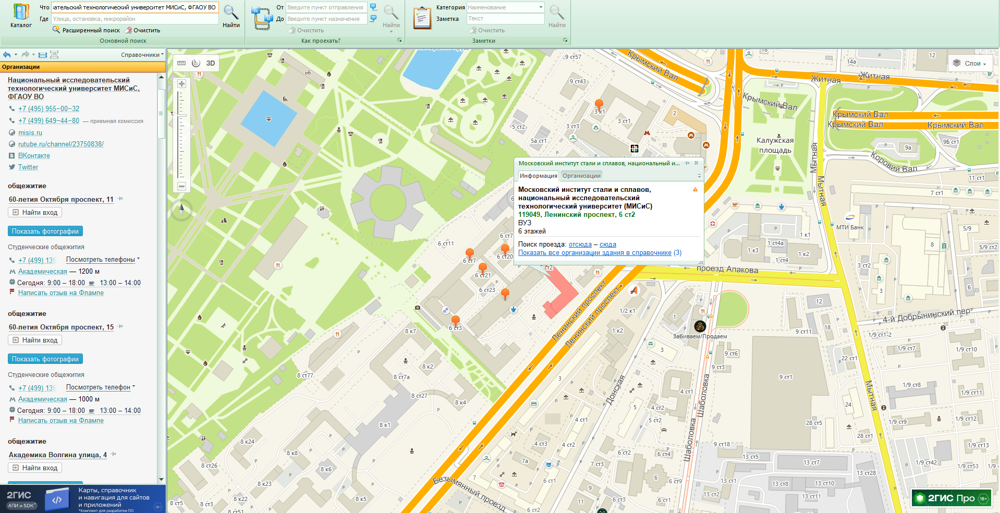 Каталог
Что
ıательский технологический университет МИСиС, ФГАОУ ВО
Где
Улица, остановка, микрорайон
Найти
Расширенный поиск
Очистить
Основной поиск
От
Введите пункт отправления
До
Введите пункт назначения
Найти
Очистить
Как проехать?
Категория
Наименование
Заметка
Текст
Найти
Очистить
Заметки
Справочники
Организации
Национальный исследовательский
технологический университет МИСиС,
ФГАОУ ВО
+7 (495) 955–00–32
+7 (499) 649–44–80 — приемная комиссия
misis.ru
rutube.ru/channel/23750838/
ВКонтакте
Twitter
общежитие
60-летия Октября проспект, 11
Найти вход
Показать фотографии
Студенческие общежития
+7 (499) 135
Посмотреть телефоны
Академическая — 1200 м
Сегодня: 9:00 – 18:00 13:00 – 14:00
Написать отзыв на Флампе
общежитие
60-летия Октября проспект, 15
Найти вход
Показать фотографии
Студенческие общежития
+7 (499) 135
Посмотреть телефон
Академическая — 1000 м
Сегодня: 9:00 – 18:00 13:00 – 14:00
Написать отзыв на Флампе
общежитие
Академика Волгина улица, 4
Найти вход
2ГИС
АПИ и SDK*
Карты, справочник
и навигация для сайтов
и приложений
*Комплект для разработки ПО
18+
3D
Слои
Московский институт стали и сплавов, национальный и...
Информация
Организации
Московский институт стали и сплавов,
национальный исследовательский
технологический университет (МИСиС)
119049, Ленинский проспект, 6 ст2
ВУЗ
6 этажей
Поиск проезда: отсюда – сюда
Показать все организации здания в справочнике (3)
9 ст57
Крымский Вал
18
14а
12
Житная
Житная
9 ст43
3 к1
3 ст1
3 ст3
5 ст2
5а ст1
2
Крымский Вал
Крымский Вал
Крымский Вал
Крымский Вал
Калужская
площадь
9а
9Б ст1
Коровий Вал
Мытная
Мытная
11 ст1
7 ст1
МТИ Банк
5/9
5/9 ст2
8
1 к1
1 ст4а
1 к3
1 ст4
1 к2
3 ст2
3
6
6 ст11
6 ст7
6 ст7
6 ст20
6 ст21
6 ст23
6 ст3
ст2
проезд Апакова
Ленинский проспект
Ленинский проспект
1/2 к1
1 к2
1
12
Забиваем/Продаем
4-й Добрынинский пер
18
9 ст11
1/9 ст1-2
1/9 ст7
1/9 ст10
8 к7
8 к2
8 ст77
8 ст7а
8 ст27
8 к4
8 к1
3
3
9 ст6
9 ст3
22 ст1
9 ст1
Донская
Шаболовка
Шаболовка
Мытная
4 ст1
4 ст2
5
5 ст2
4 ст1
1/9 ст8
1/9 ст11
24
1/9 ст9
1/9 ст12
28 ст5
28 ст1
8 к24
8 к8
8 ст26
8 к6
8 к23
8 к22
8 ст5
8 ст3
8 ст51
8 к5
4 ст3
4 ст2
7а
7
7 ст3
6 ст2
6 ст4
6 ст1
6
6 ст9
9
11
6 ст3
6 ст2
Безымянный проезд
9 ст18
13 ст5
13 ст7
13 ст28
13 ст1
13 ст8
13 ст10
13 ст2
13 ст11
1/9 ст13
1/9 ст42
1/9 ст53
2ГИС Про
18+